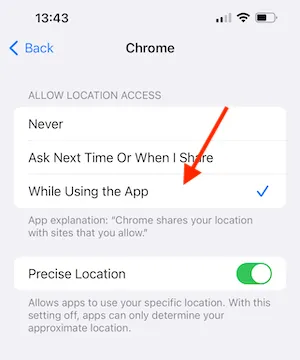 13:43
Back
Chrome
ALLOW LOCATION ACCESS
Never
Ask Next Time Or When I Share
While Using the App
App explanation: “Chrome shares your location
with sites that you allow.”
Precise Location
Allows apps to use your specific location. With this
setting off, apps can only determine your
approximate location.